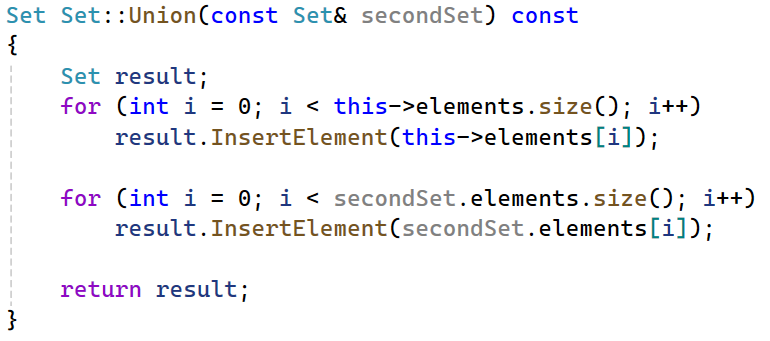 Set Set::Union(const Set& secondSet) const
{
    Set result;
    for (int i = 0; i < this->elements.size(); i++)
        result.InsertElement(this->elements[i]);

    for (int i = 0; i < secondSet.elements.size(); i++)
        result.InsertElement(secondSet.elements[i]);

    return result;
}